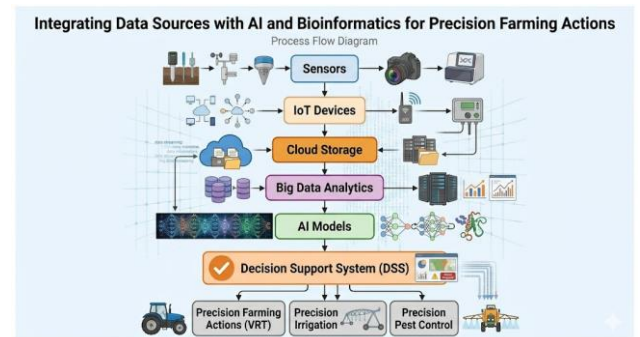 Integrating Data Sources with AI and Bioinformatics for Precision Farming Actions
Process Flow Diagram
Sensors
IoT Devices
Cloud Storage
Big Data Analytics
AI Models
Decision Support System (DSS)
Precision Farming
Actions (VRT)
Precision
Irrigation
Precision
Pest Control